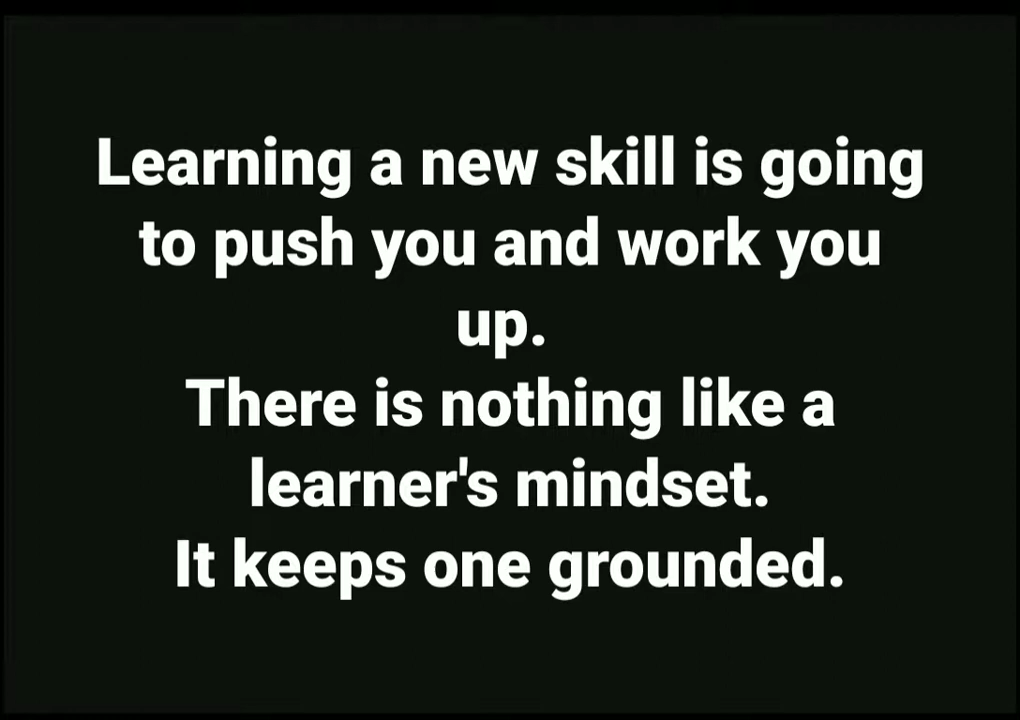 Learning a new skill is going
to push you and work you
up.
There is nothing like a
learner's mindset.
It keeps one grounded.